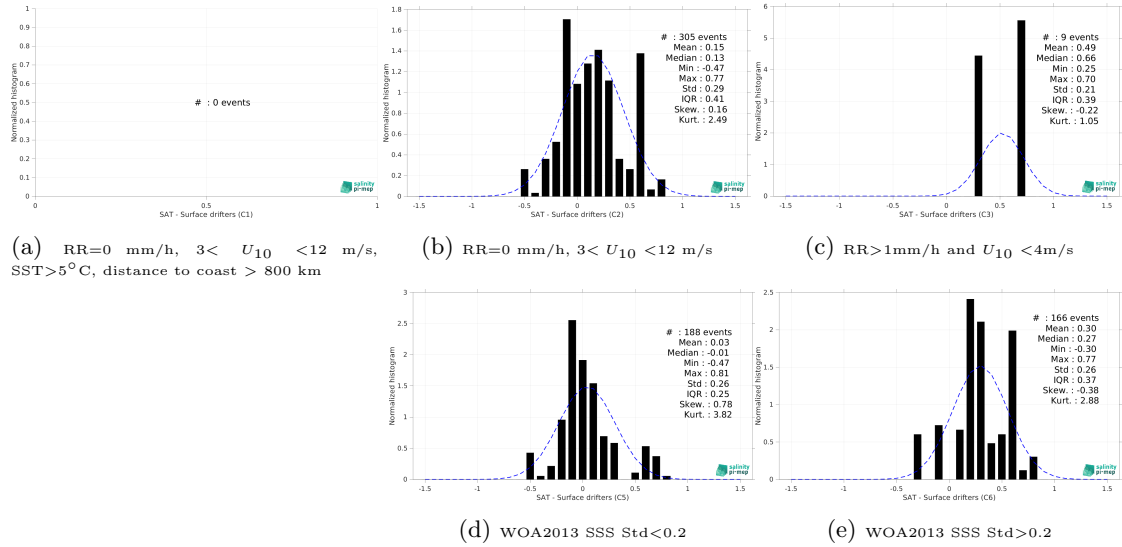 1
0.9
0.8
0.7
0.6
0.5
0.4
0.3
0.2
0.1
0
Normalized histogram
# : 0 events
salinity
pi-mep
0 0.5 1
SAT - Surface drifters (C1)
(a) RR=0 mm/h, 3< U10 <12 m/s,
SST>5°C, distance to coast > 800 km
1.8
1.6
1.4
1.2
1
0.8
0.6
0.4
0.2
0
Normalized histogram
# : 305 events
Mean : 0.15
Median : 0.13
Min : -0.47
Max : 0.77
Std : 0.29
IQR : 0.41
Skew. : 0.16
Kurt. : 2.49
salinity
pi-mep
-1.5 -1 -0.5 0 0.5 1 1.5
SAT - Surface drifters (C2)
(b) RR=0 mm/h, 3< U10 <12 m/s
6
5
4
3
2
1
0
Normalized histogram
# : 9 events
Mean : 0.49
Median : 0.66
Min : 0.25
Max : 0.70
Std : 0.21
IQR : 0.39
Skew. : -0.22
Kurt. : 1.05
salinity
pi-mep
-1.5 -1 -0.5 0 0.5 1 1.5
SAT - Surface drifters (C3)
(c) RR>1mm/h and U10 <4m/s
3
2.5
2
1.5
1
0.5
0
Normalized histogram
# : 188 events
Mean : 0.03
Median : -0.01
Min : -0.47
Max : 0.81
Std : 0.26
IQR : 0.25
Skew. : 0.78
Kurt. : 3.82
salinity
pi-mep
-1.5 -1 -0.5 0 0.5 1 1.5
SAT - Surface drifters (C5)
(d) WOA2013 SSS Std<0.2
2.5
2
1.5
1
0.5
0
Normalized histogram
# : 166 events
Mean : 0.30
Median : 0.27
Min : -0.30
Max : 0.77
Std : 0.26
IQR : 0.37
Skew. : -0.38
Kurt. : 2.88
salinity
pi-mep
-1.5 -1 -0.5 0 0.5 1 1.5
SAT - Surface drifters (C6)
(e) WOA2013 SSS Std>0.2